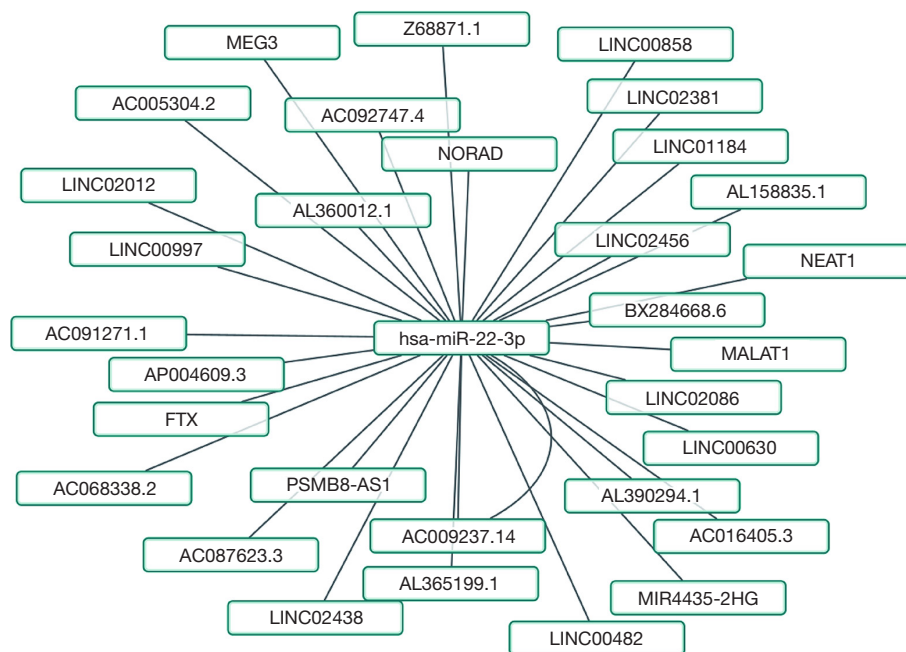 Z68871.1
MEG3
LINC00858
AC005304.2
LINC02381
AC092747.4
LINC01184
NORAD
LINC02012
AL158835.1
AL360012.1
LINC02456
LINC00997
NEAT1
BX284668.6
AC091271.1
hsa-miR-22-3p
MALAT1
AP004609.3
LINC02086
FTX
LINC00630
AC068338.2
PSMB8-AS1
AL390294.1
AC009237.14
AC016405.3
AC087623.3
AL365199.1
MIR4435-2HG
LINC02438
LINC00482